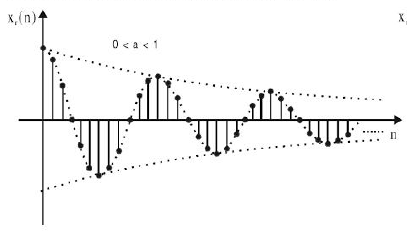 xᵣ(n)
0 < a < 1
x
n